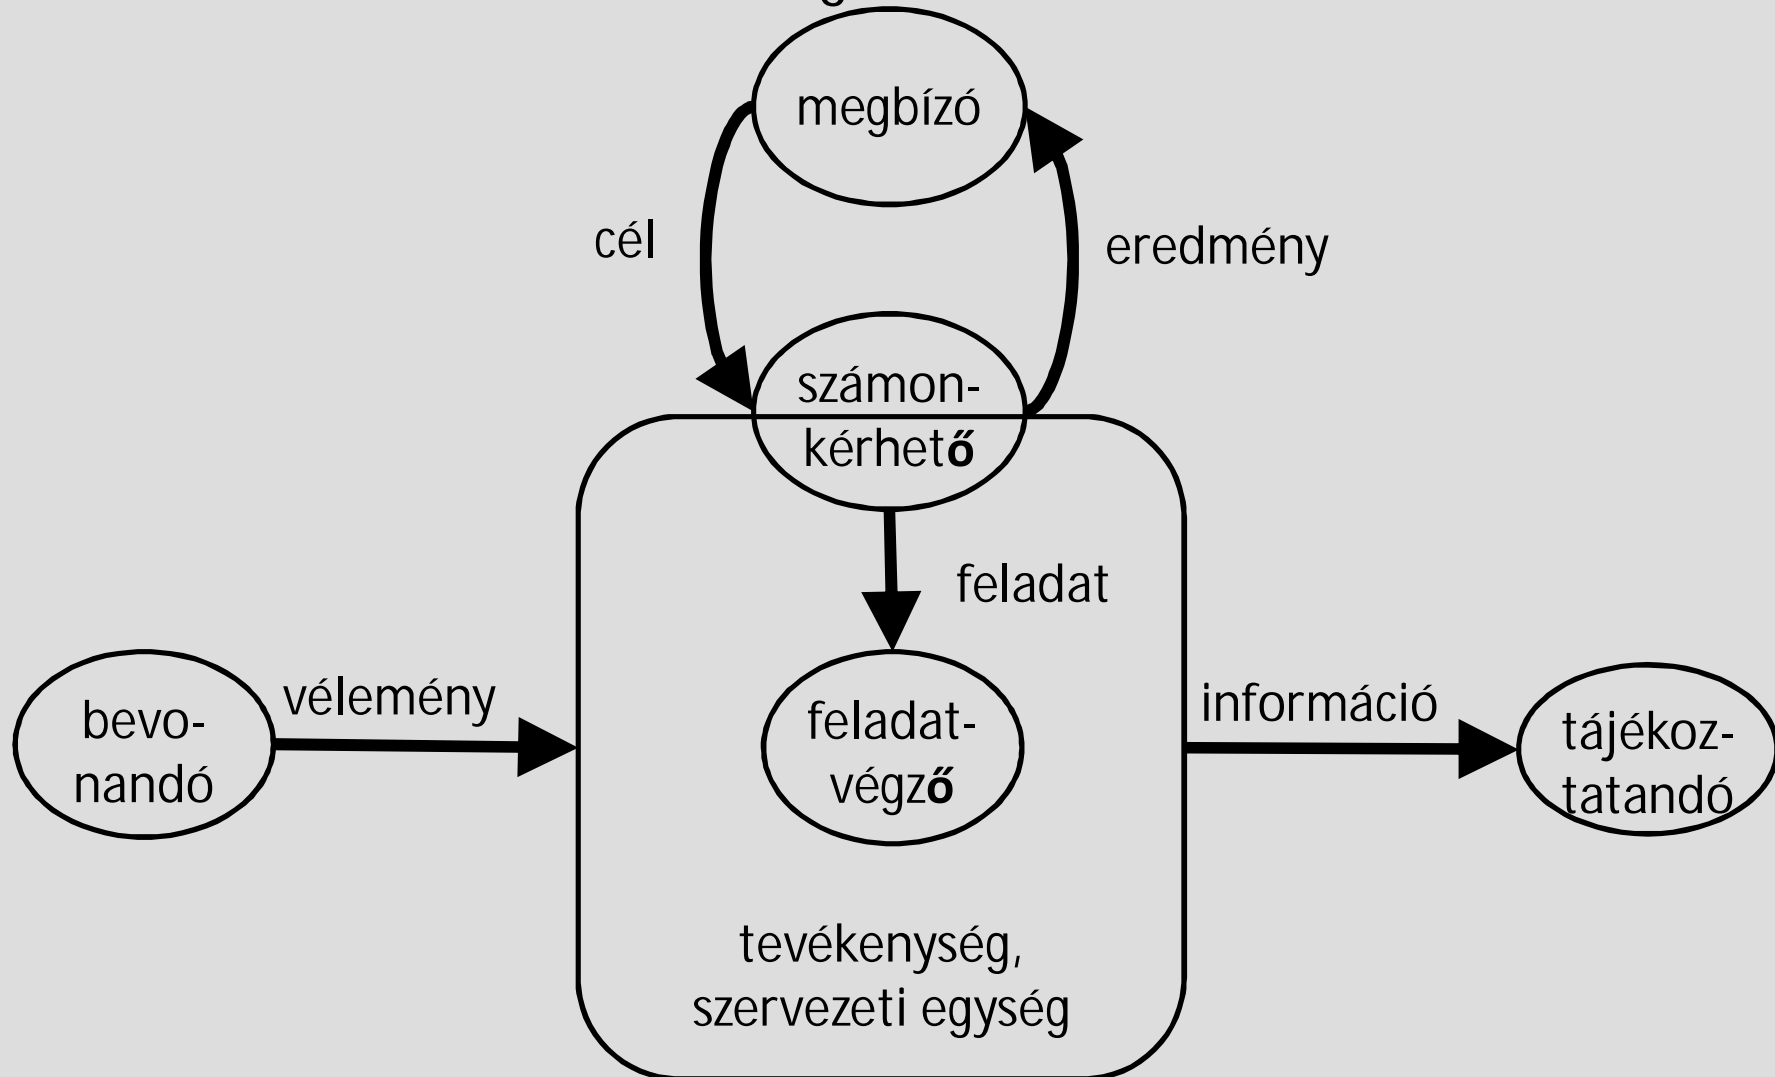 megbízó
cél
eredmény
számon-
kérhető
feladat
bevo-
nandó
vélemény
feladat-
végző
információ
tájékoz-
tatandó
tevékenység,
szervezeti egység